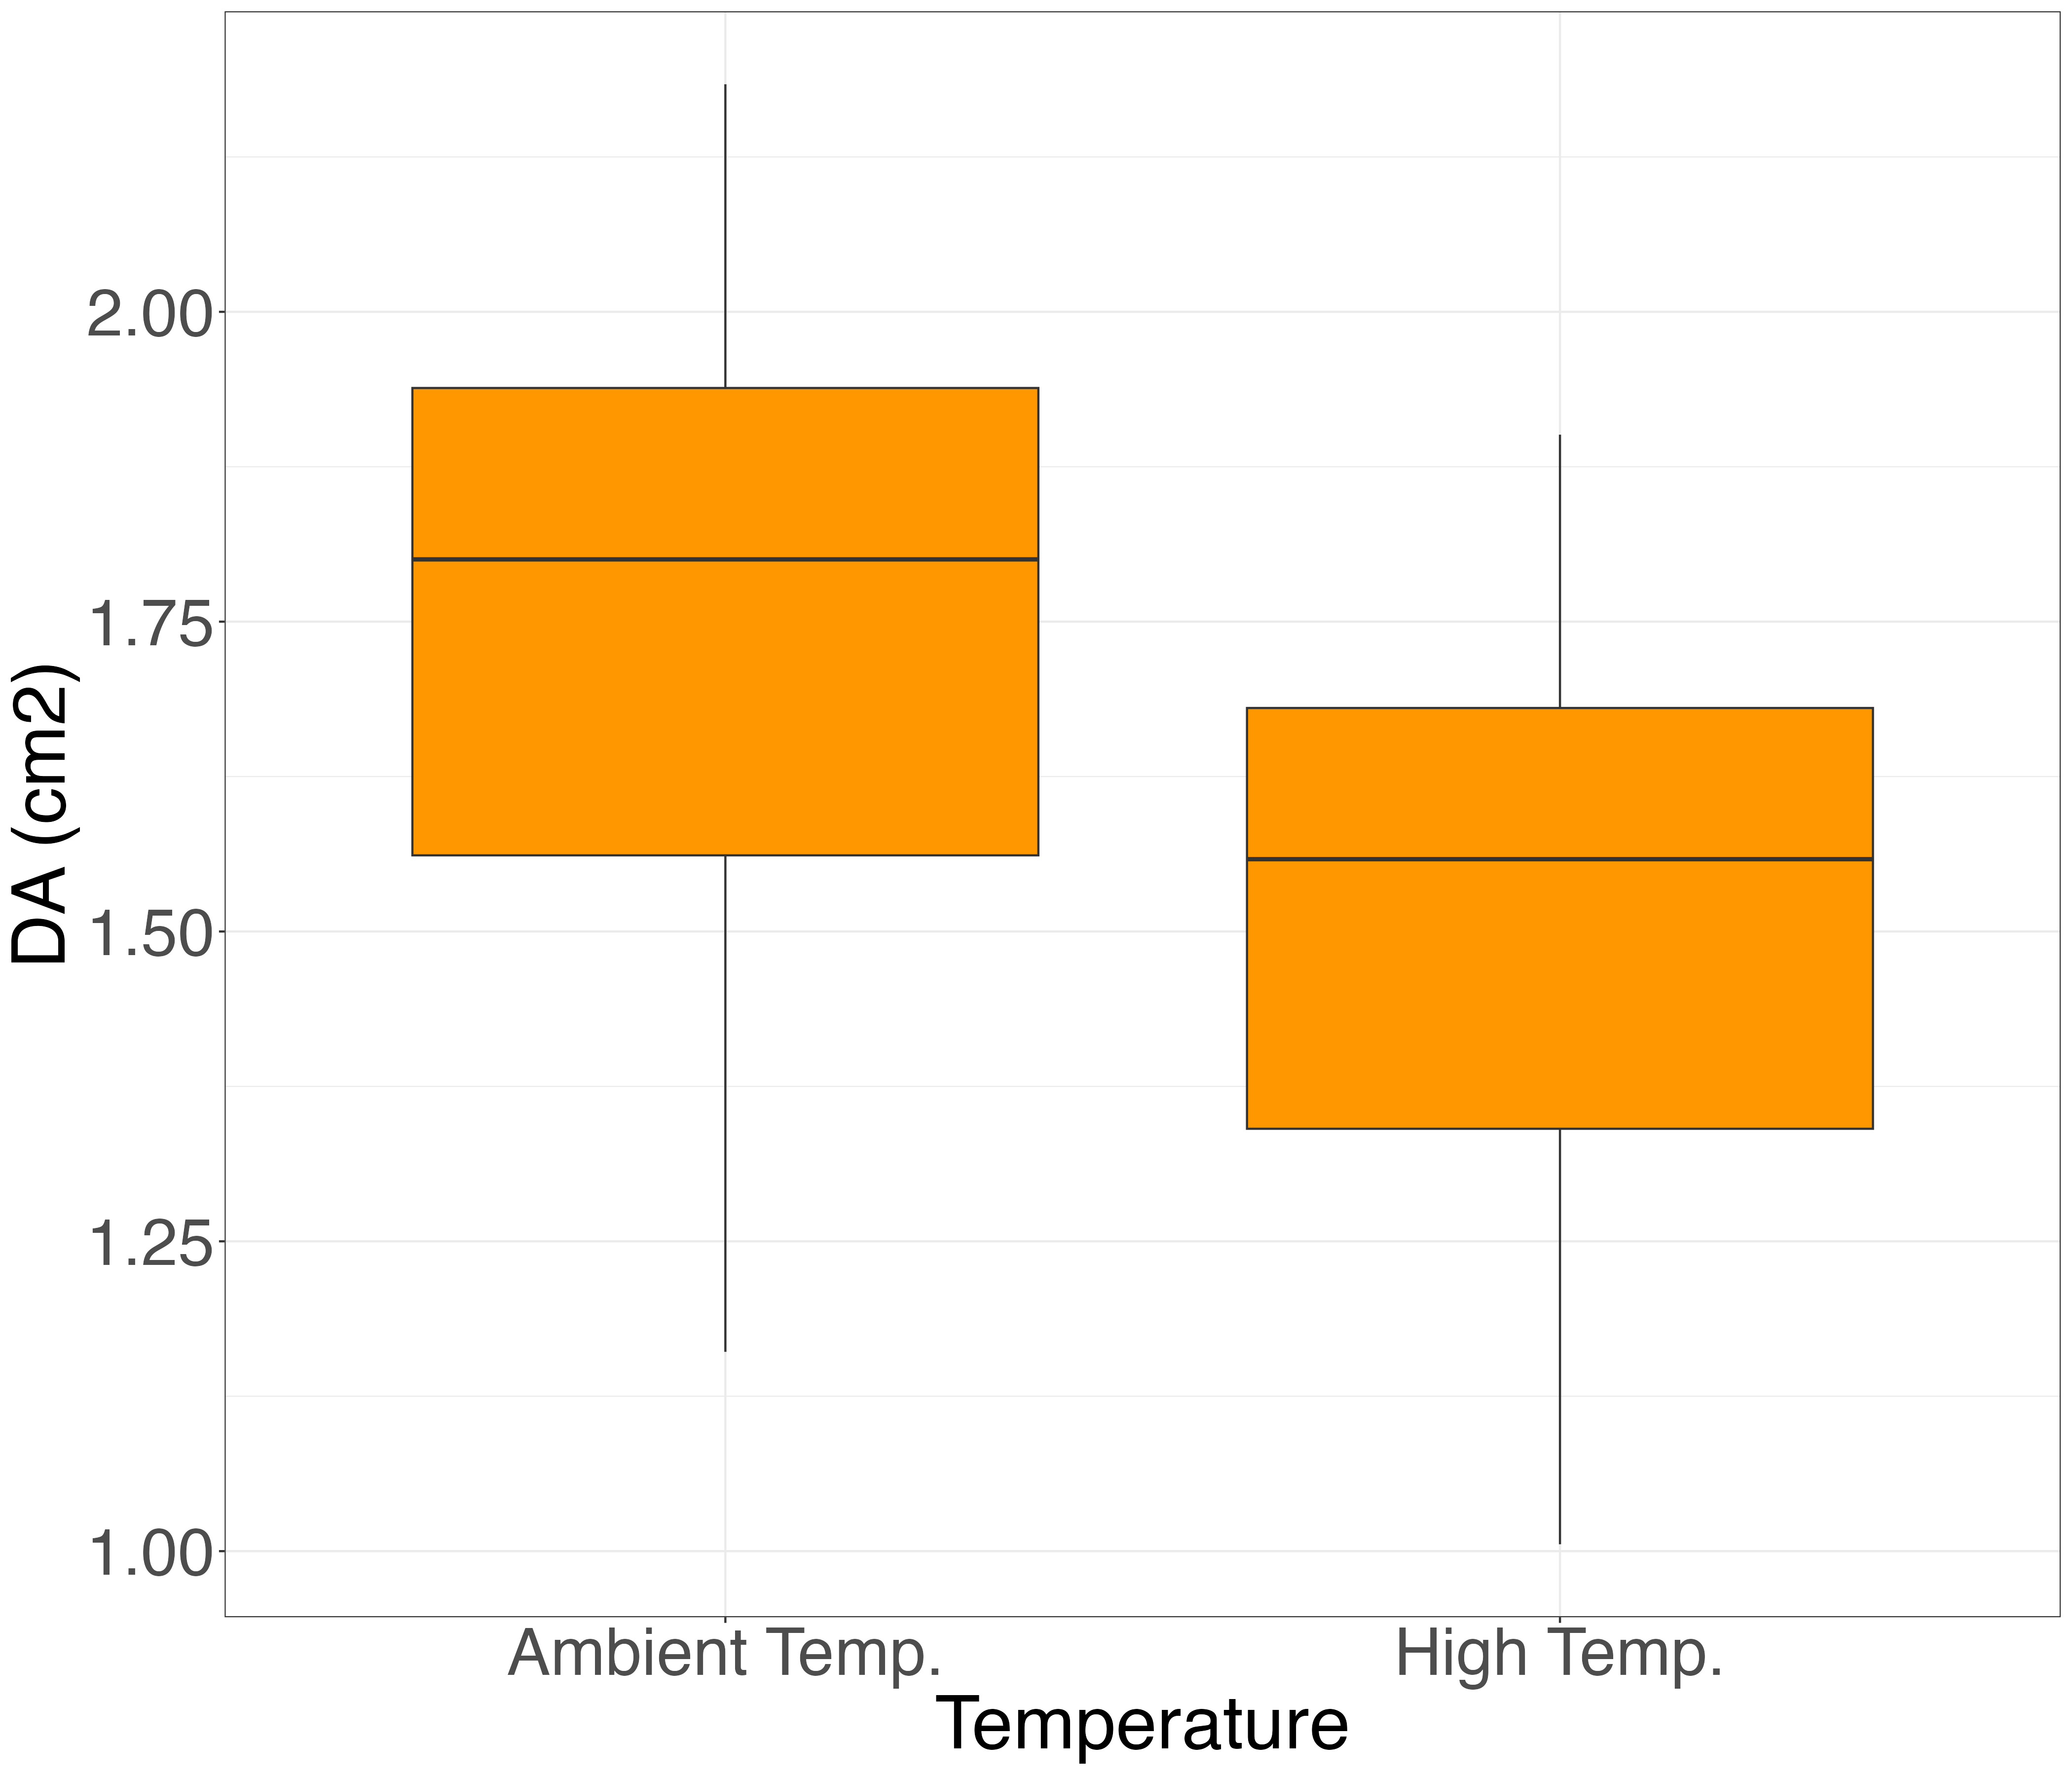 DA (cm2)
2.00
1.75
1.50
1.25
1.00
Ambient Temp.
High Temp.
Temperature